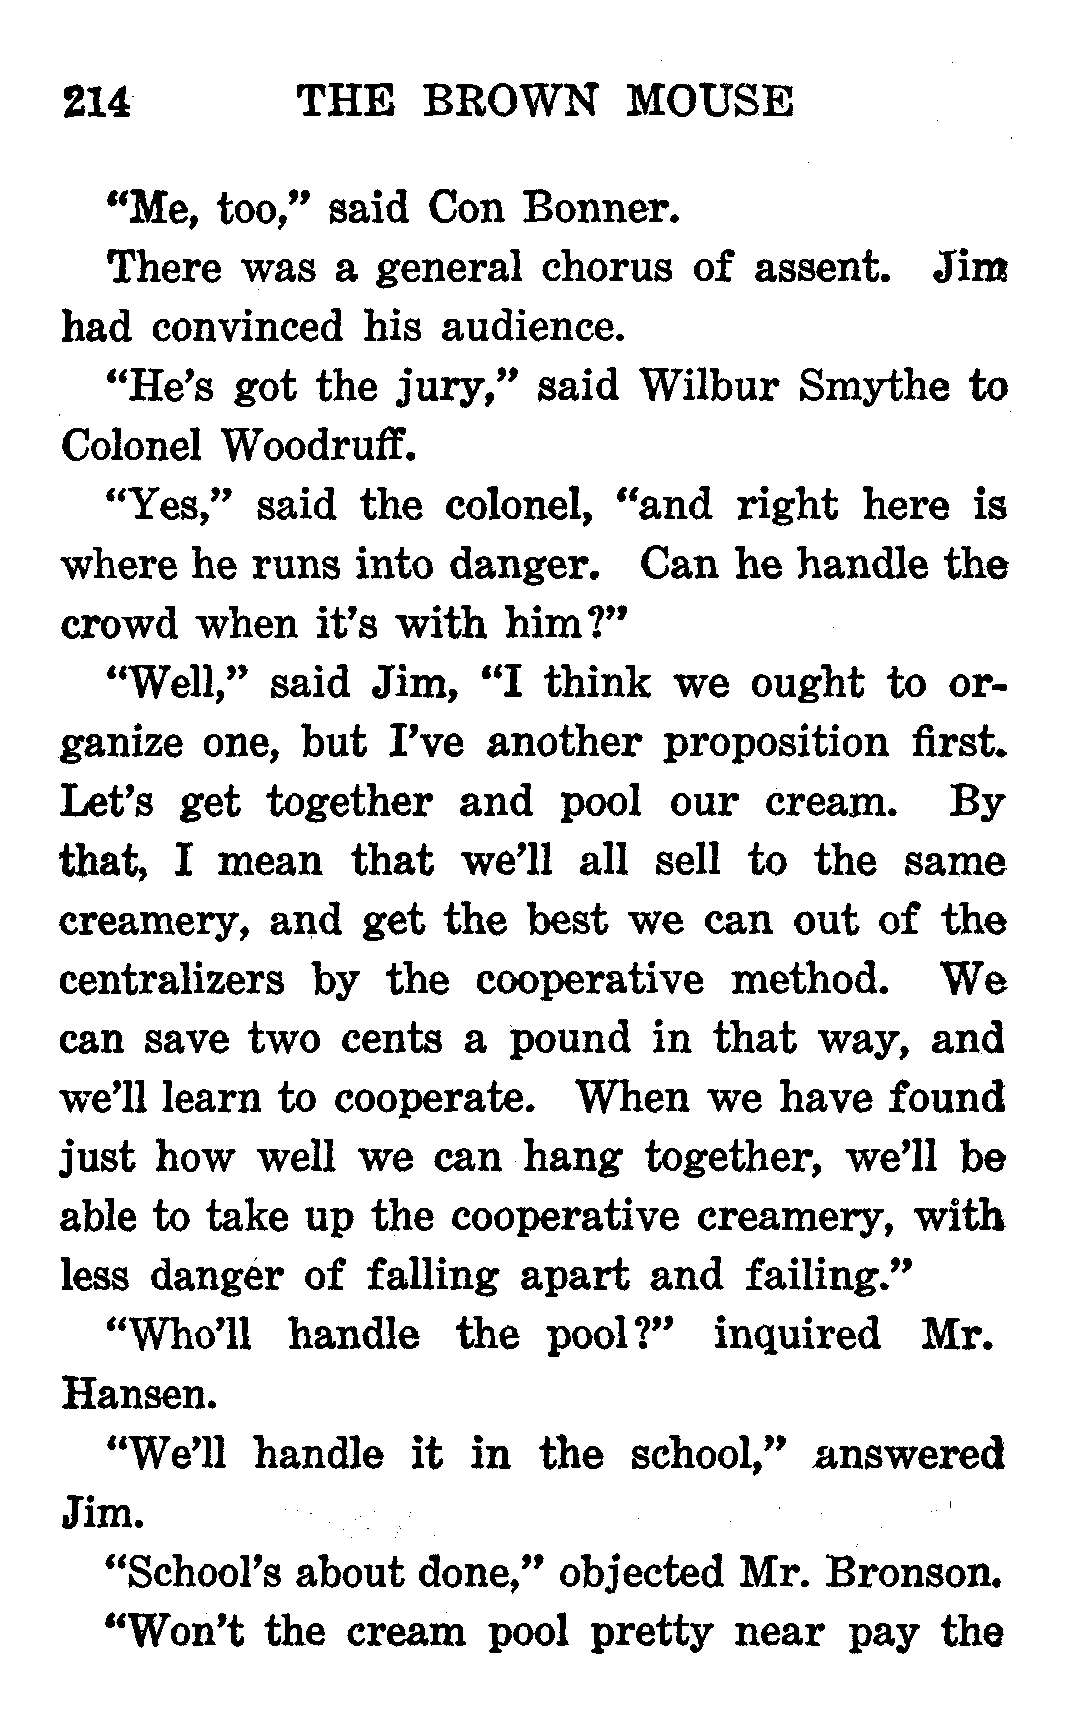 214 THE BROWN MOUSE
“Me, too,” said Con Bonner.
There was a general chorus of assent. Jim
had convinced his audience.
“He’s got the jury,” said Wilbur Smythe to
Colonel Woodruff.
“Yes,” said the colonel, “and right here is
where he runs into danger. Can he handle the
crowd when it’s with him?”
“Well,” said Jim, “I think we ought to or-
ganize one, but I’ve another proposition first.
Let’s get together and pool our cream. By
that, I mean that we’ll all sell to the same
creamery, and get the best we can out of the
centralizers by the cooperative method. We
can save two cents a pound in that way, and
we’ll learn to cooperate. When we have found
just how well we can hang together, we’ll be
able to take up the cooperative creamery, with
less danger of falling apart and failing.”
“Who’ll handle the pool?” inquired Mr.
Hansen.
“We’ll handle it in the school,” answered
Jim.
“School’s about done,” objected Mr. Bronson.
“Won’t the cream pool pretty near pay the